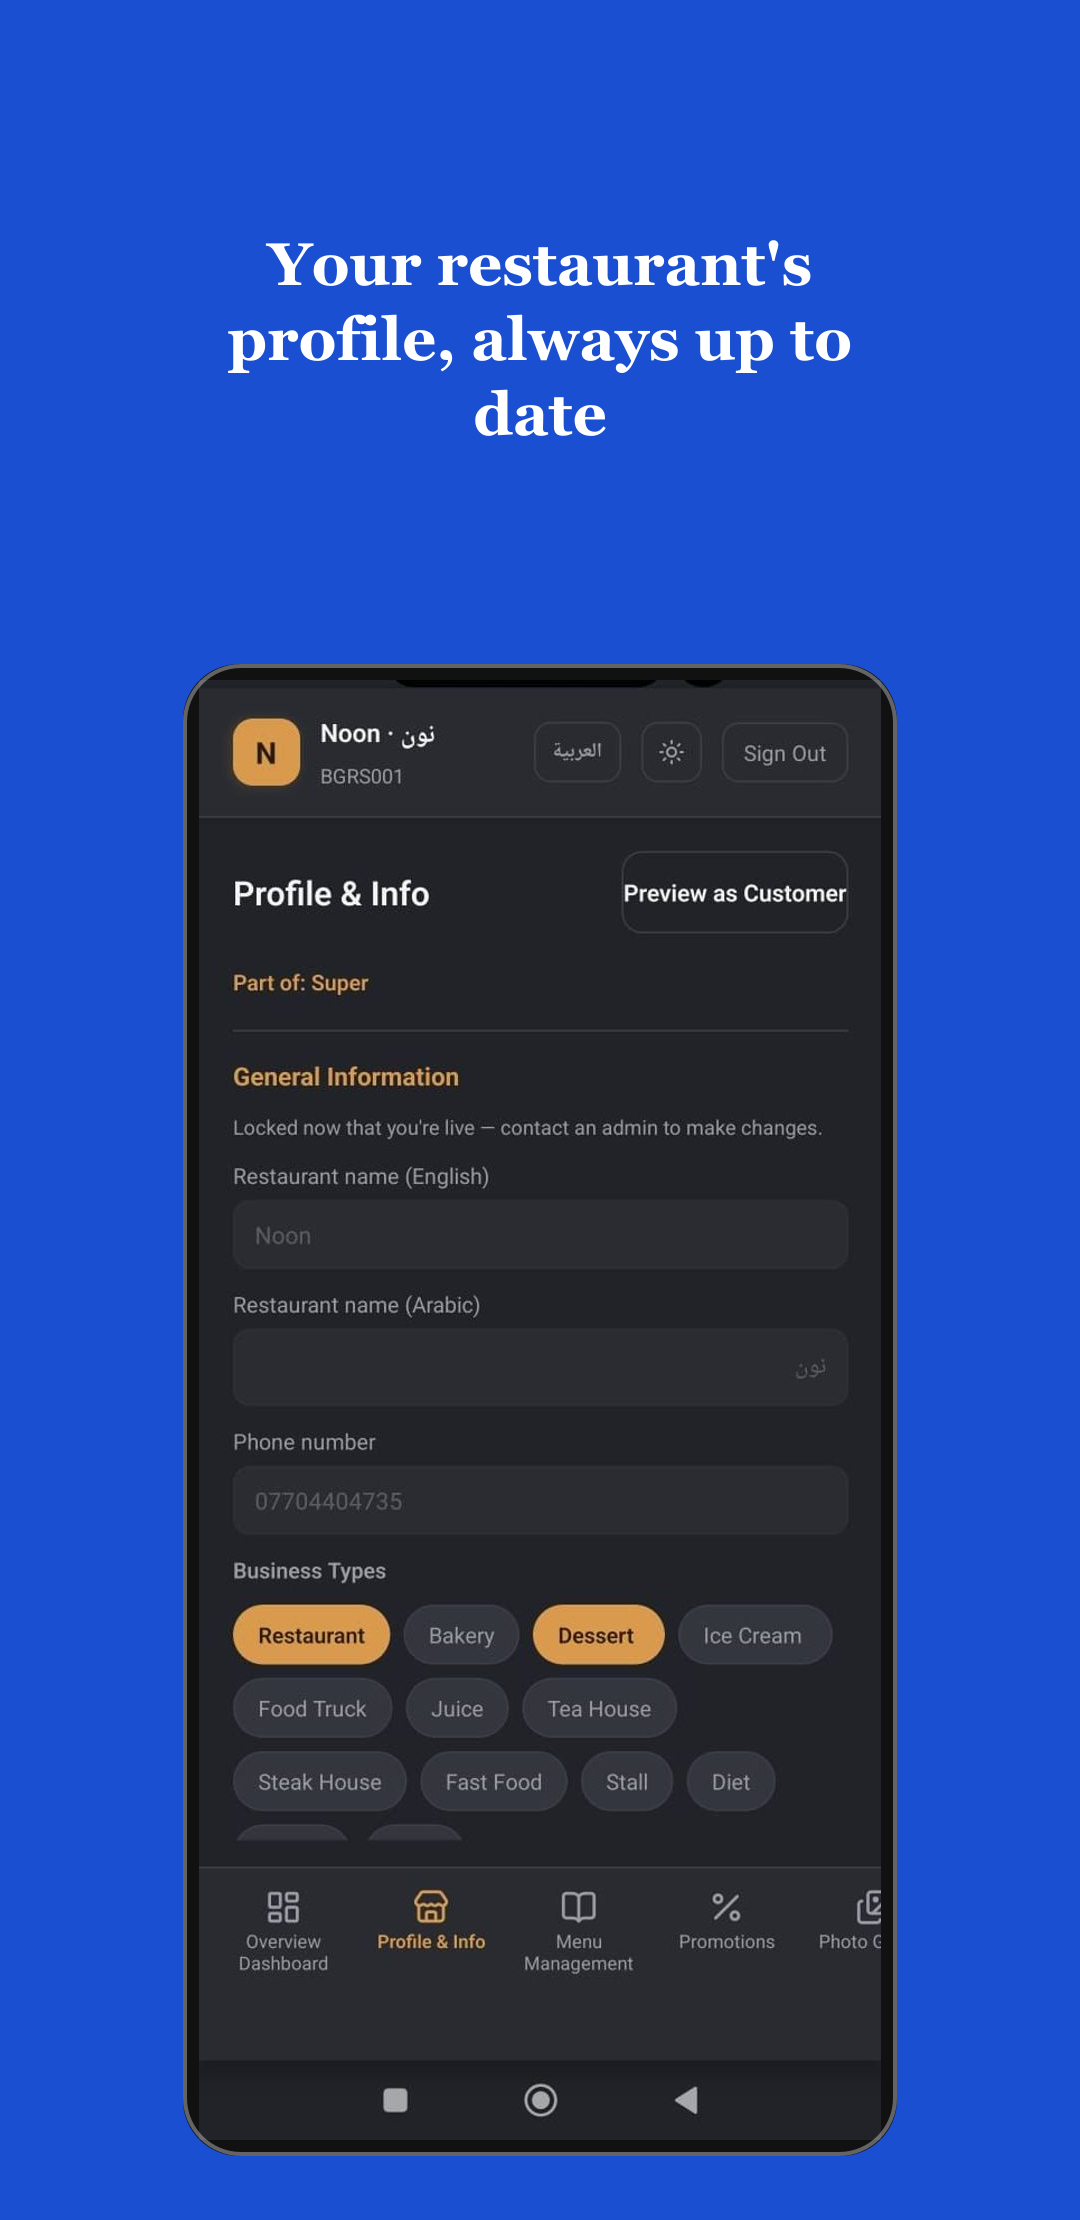 Your restaurant's
profile, always up to
date
N
Noon · نون
BGRS001
العربية
Sign Out
Profile & Info
Preview as Customer
Part of: Super
General Information
Locked now that you're live — contact an admin to make changes.
Restaurant name (English)
Noon
Restaurant name (Arabic)
نون
Phone number
07704404735
Business Types
Restaurant Bakery Dessert Ice Cream
Food Truck Juice Tea House
Steak House Fast Food Stall Diet
Overview Dashboard
Profile & Info
Menu Management
Promotions
Photo